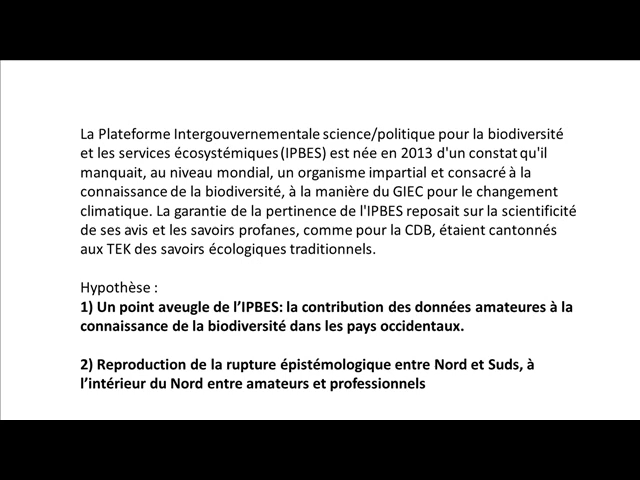 La Plateforme Intergouvernementale science/politique pour la biodiversité
et les services écosystémiques (IPBES) est née en 2013 d'un constat qu'il
manquait, au niveau mondial, un organisme impartial et consacré à la
connaissance de la biodiversité, à la manière du GIEC pour le changement
climatique. La garantie de la pertinence de l'IPBES reposait sur la scientificité
de ses avis et les savoirs profanes, comme pour la CDB, étaient cantonnés
aux TEK des savoirs écologiques traditionnels.
Hypothèse :
1) Un point aveugle de l’IPBES: la contribution des données amateures à la
connaissance de la biodiversité dans les pays occidentaux.
2) Reproduction de la rupture épistémologique entre Nord et Suds, à
l’intérieur du Nord entre amateurs et professionnels